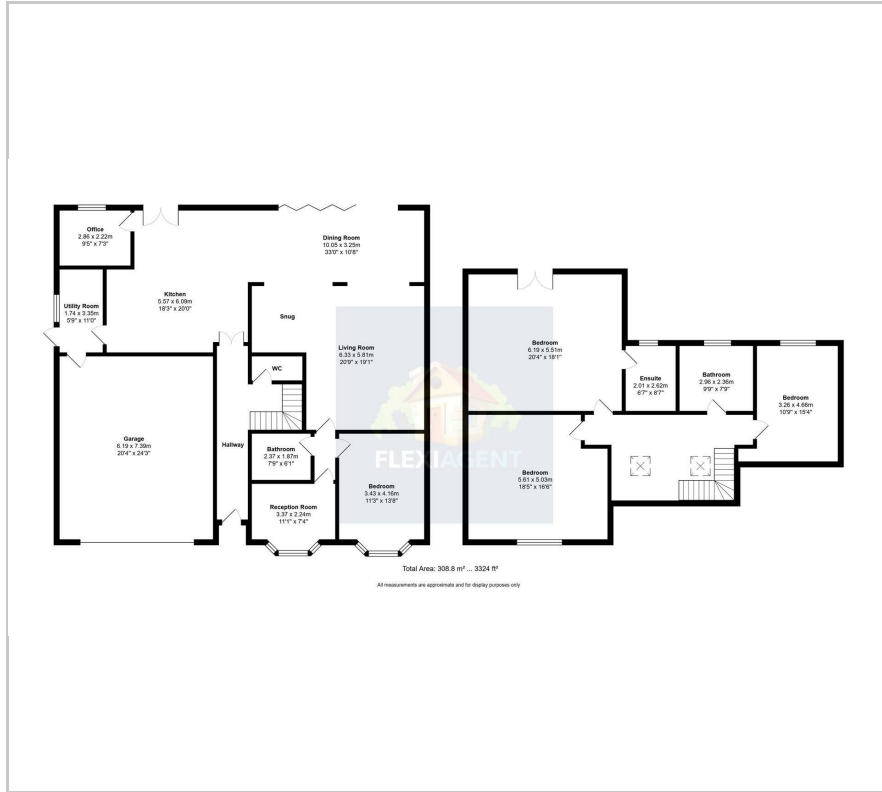 Office
2.86 x 2.22m
9'5" x 7'3"
Dining Room
10.05 x 3.25m
33'0" x 10'8"
Kitchen
5.57 x 6.09m
18'3" x 20'0"
Utility Room
1.74 x 3.35m
5'9" x 11'0"
Snug
Living Room
6.33 x 5.81m
20'9" x 19'1"
WC
Garage
6.19 x 7.39m
20'4" x 24'3"
Hallway
Bathroom
2.37 x 1.87m
7'9" x 6'1"
Reception Room
3.37 x 2.24m
11'1" x 7'4"
Bedroom
3.43 x 4.16m
11'3" x 13'8"
Bedroom
6.19 x 5.51m
20'4" x 18'1"
Ensuite
2.01 x 2.62m
6'7" x 8'7"
Bathroom
2.96 x 2.36m
9'9" x 7'9"
Bedroom
3.26 x 4.66m
10'9" x 15'4"
Bedroom
5.61 x 5.03m
18'5" x 16'6"
FLEXIAGENT
Total Area: 308.8 m² ... 3324 ft²
All measurements are approximate and for display purposes only